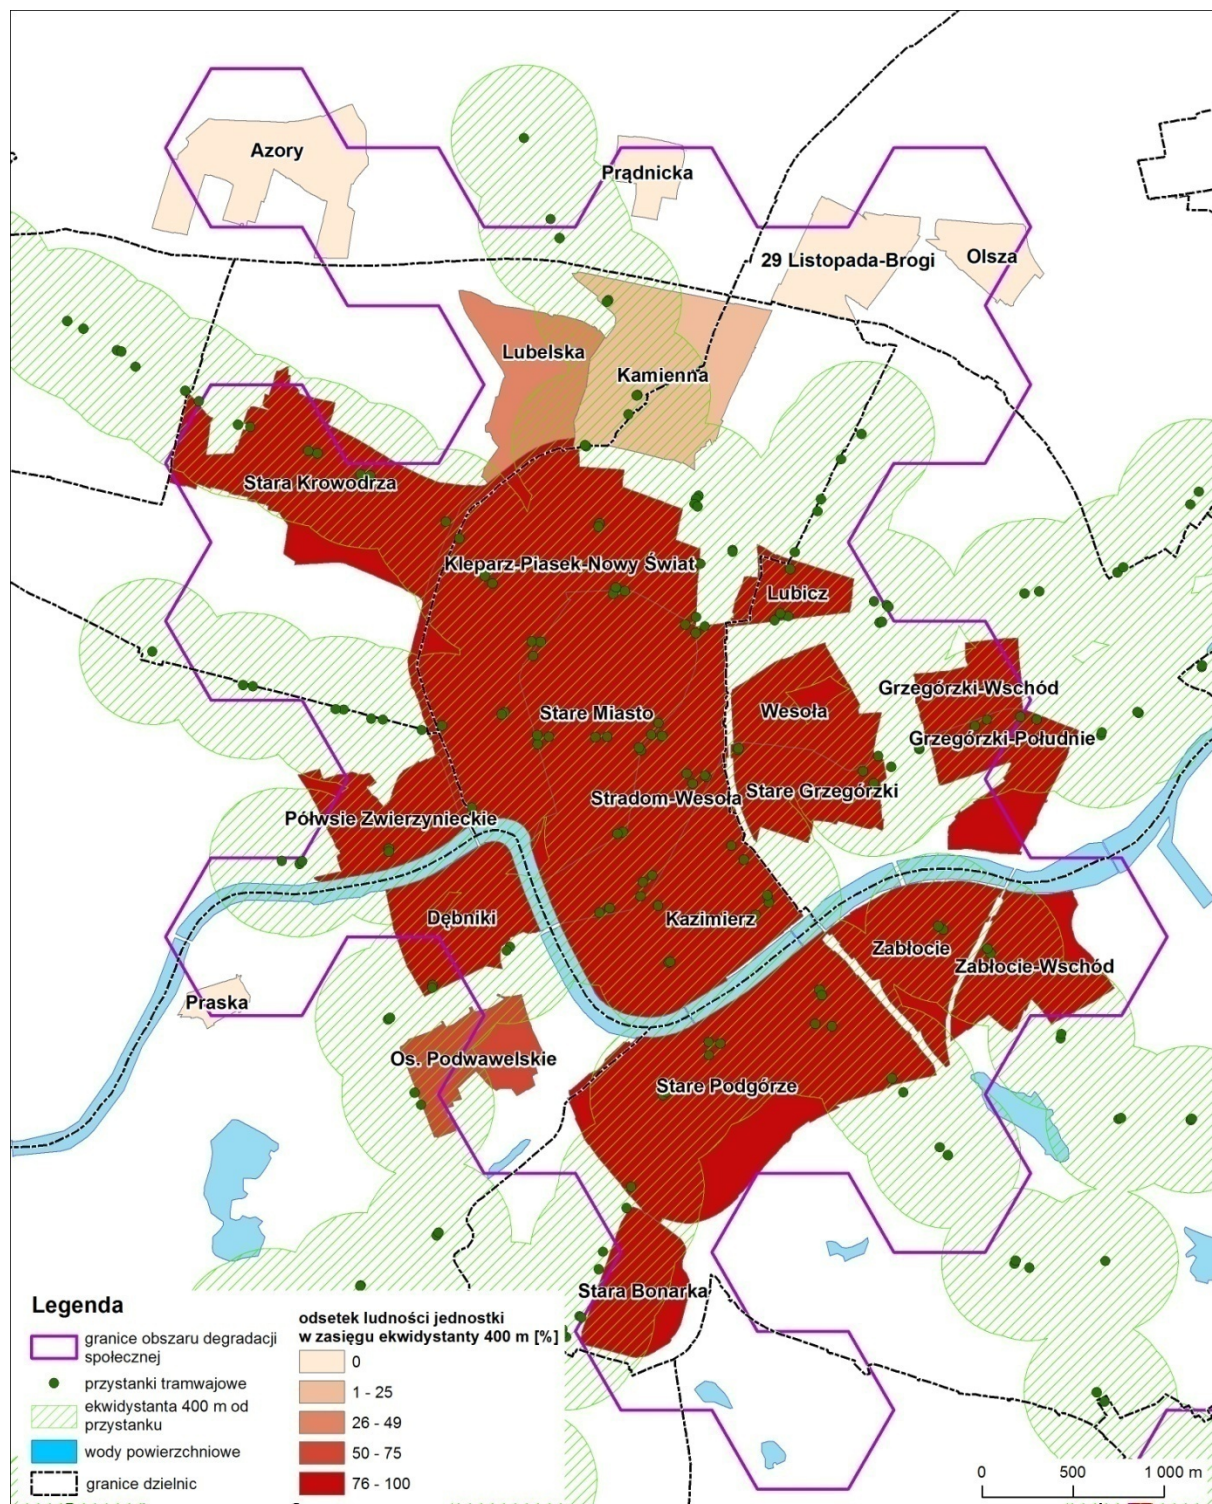 Azory
Prądnicka
29 Listopada-Brogi
Olsza
Lubelska
Kamienna
Stara Krowodrza
Kleparz-Piasek-Nowy Świat
Lubicz
Grzegórzki-Wschód
Wesoła
Stare Miasto
Grzegórzki-Południe
Stradom-Wesoła
Stare Grzegórzki
Półwsie Zwierzynieckie
Dębniki
Kazimierz
Zabłocie
Zabłocie-Wschód
Praska
Os. Podwawelskie
Stare Podgórze
Stara Bonarka
Legenda
granice obszaru degradacji
społecznej
przystanki tramwajowe
ekwidystanta 400 m od
przystanku
wody powierzchniowe
granice dzielnic
odsetek ludności jednostki
w zasięgu ekwidystanty 400 m [%]
0
1 - 25
26 - 49
50 - 75
76 - 100
0 500 1 000 m